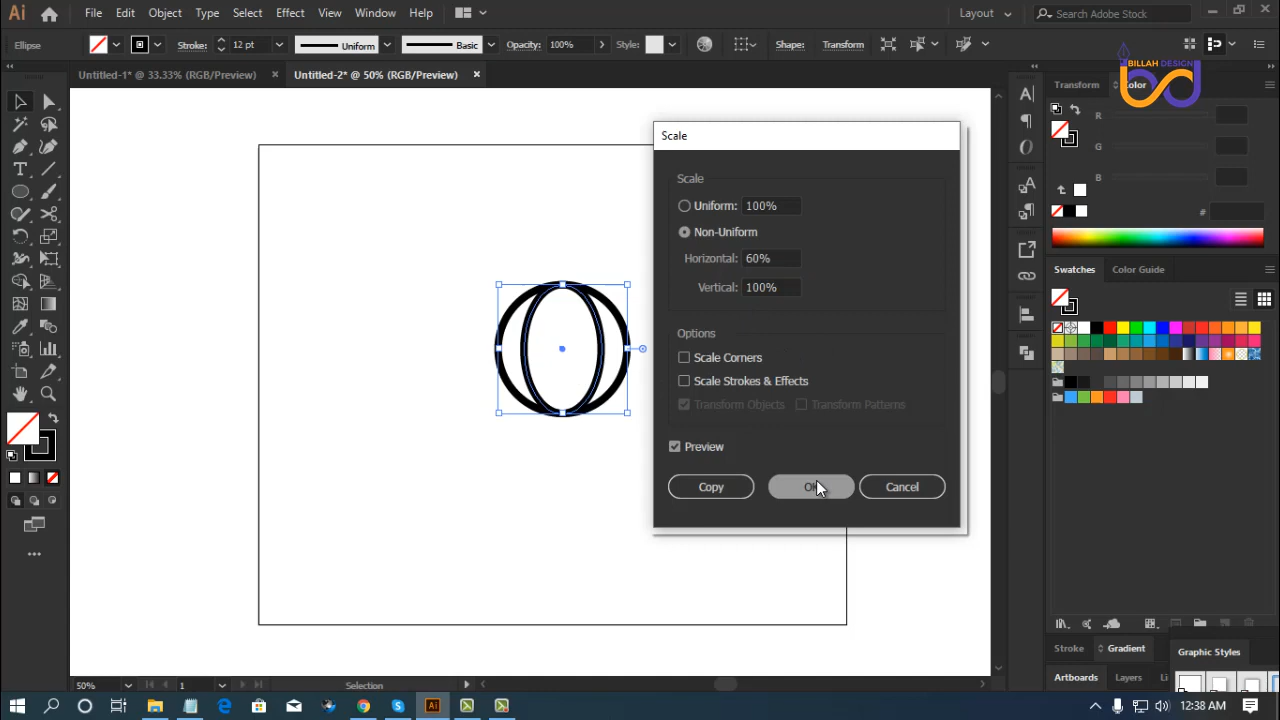 Ai File Edit Object Type Select Effect View Window Help Layout Search Adobe Stock
Ellipse Stroke: 12 pt Uniform Basic Opacity: 100% Style: Shape: Transform
Untitled-1* @ 33.33% (RGB/Preview) × Untitled-2* @ 50% (RGB/Preview) ×
BILLAH DESIGN
Transform Color
R
G
B
#
Scale
Scale
Uniform: 100%
Non-Uniform
Horizontal: 60%
Vertical: 100%
Options
Scale Corners
Scale Strokes & Effects
Transform Objects Transform Patterns
Preview
Copy Cancel
Swatches Color Guide
Stroke Gradient
Graphic Styles
Artboards Layers
50% 1 Selection
Ai 12:38 AM